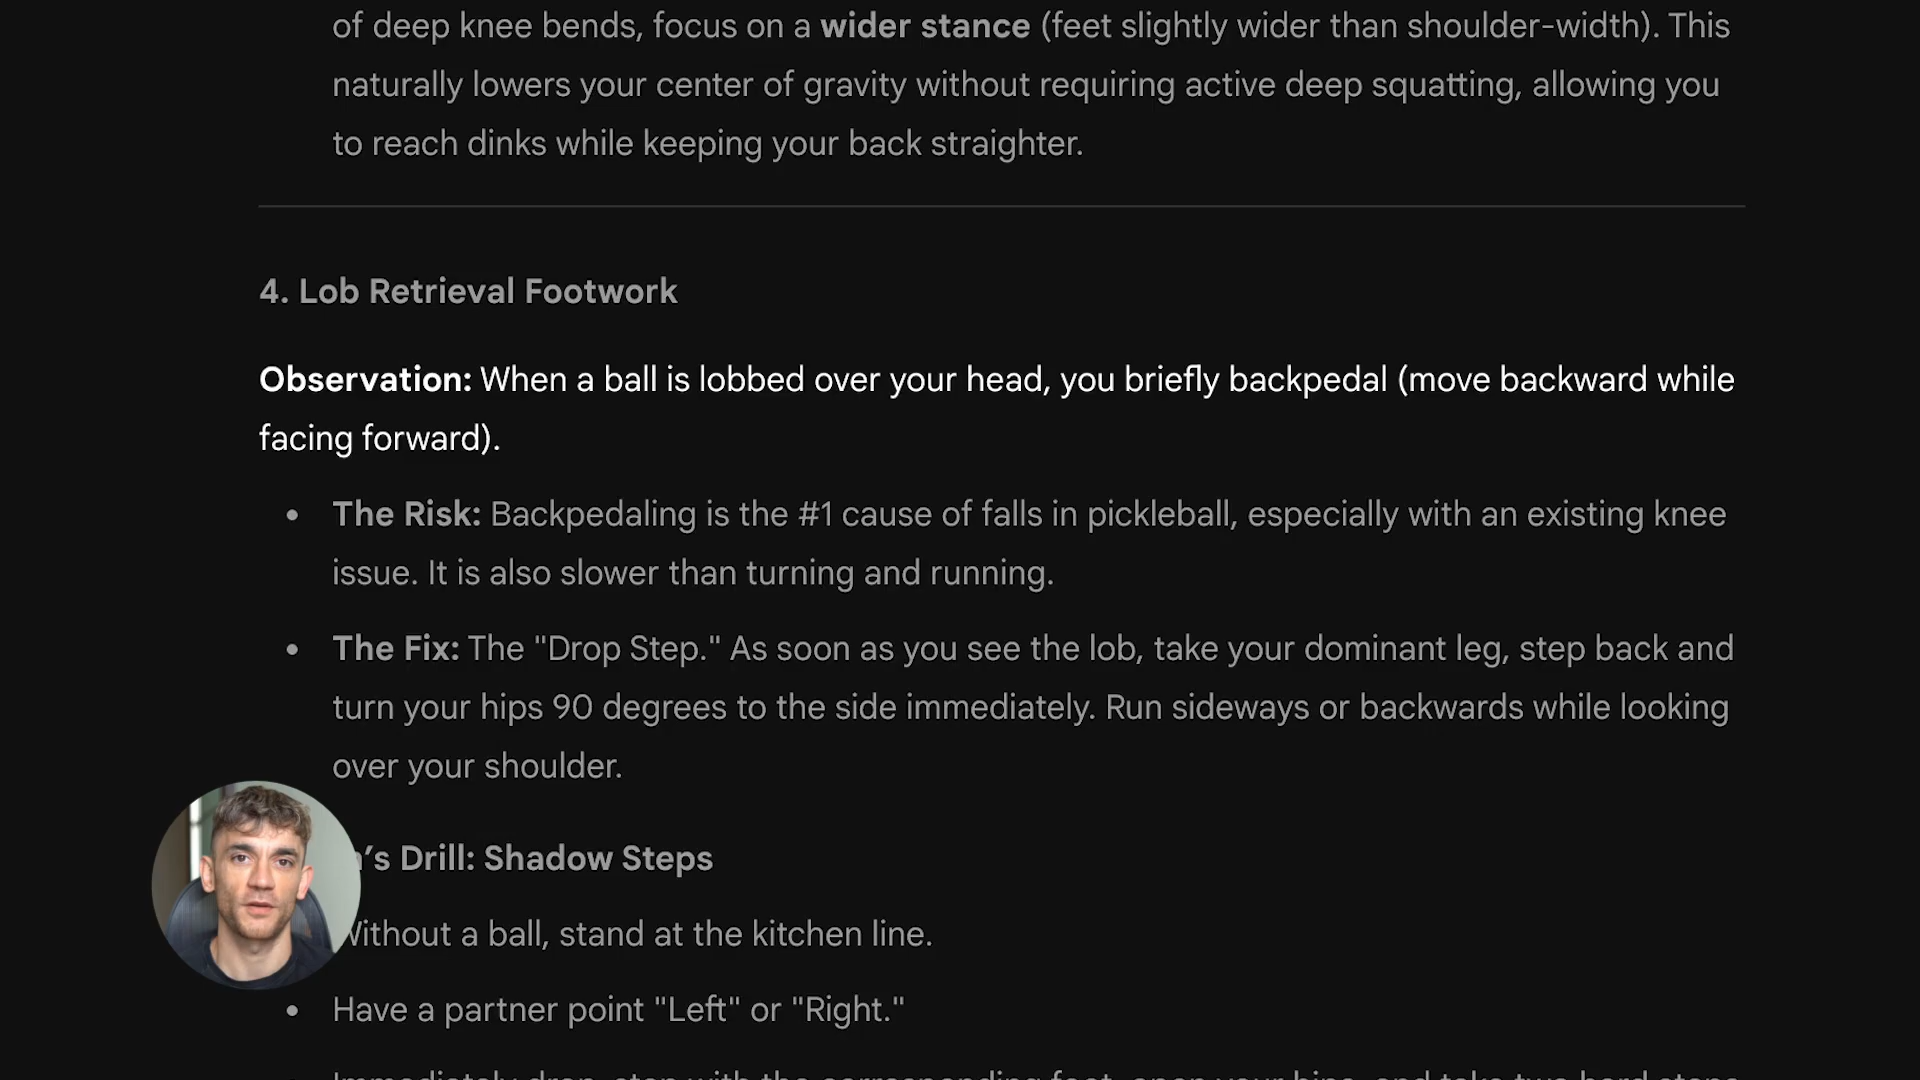 of deep knee bends, focus on a wider stance (feet slightly wider than shoulder-width). This
naturally lowers your center of gravity without requiring active deep squatting, allowing you
to reach dinks while keeping your back straighter.
4. Lob Retrieval Footwork
Observation: When a ball is lobbed over your head, you briefly backpedal (move backward while
facing forward).
• The Risk: Backpedaling is the #1 cause of falls in pickleball, especially with an existing knee
issue. It is also slower than turning and running.
• The Fix: The "Drop Step." As soon as you see the lob, take your dominant leg, step back and
turn your hips 90 degrees to the side immediately. Run sideways or backwards while looking
over your shoulder.
Drill: Shadow Steps
Without a ball, stand at the kitchen line.
• Have a partner point "Left" or "Right."